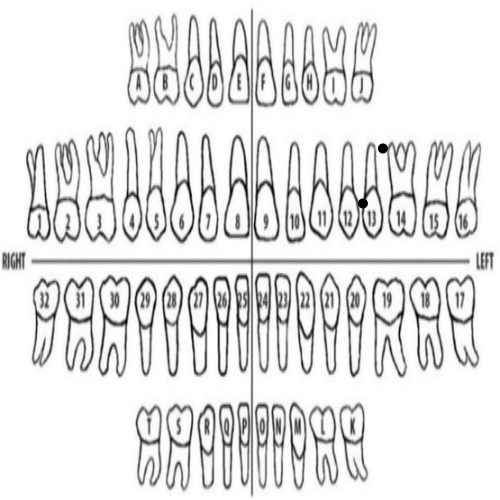 A B C D E F G H I J
1 2 3 4 5 6 7 8 9 10 11 12 13 14 15 16
RIGHT LEFT
32 31 30 29 28 27 26 25 24 23 22 21 20 19 18 17
T S R Q P O N M L K